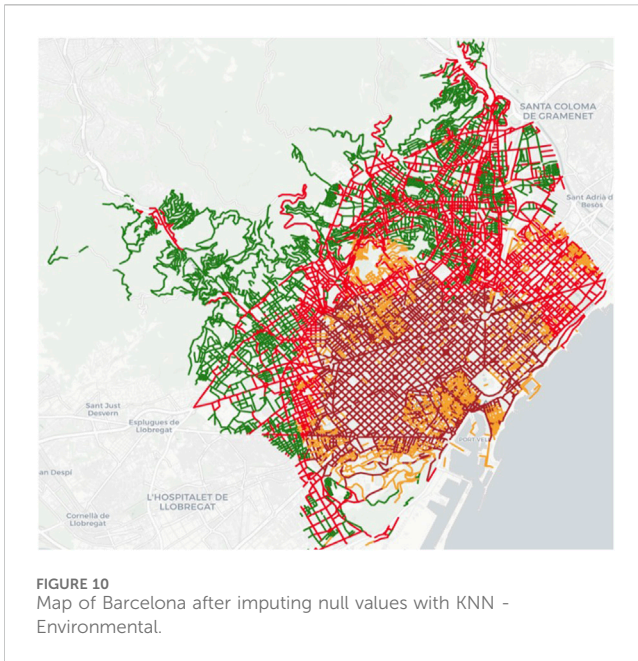 SANTA COLOMA
DE GRAMENET
Sant Adrià d
Besòs
Sant Just
Desvern
Esplugues de
Llobregat
PORT VELL
an Despí
L'HOSPITALET DE
LLOBREGAT
Cornellà de
Llobregat
FIGURE 10
Map of Barcelona after imputing null values with KNN -
Environmental.